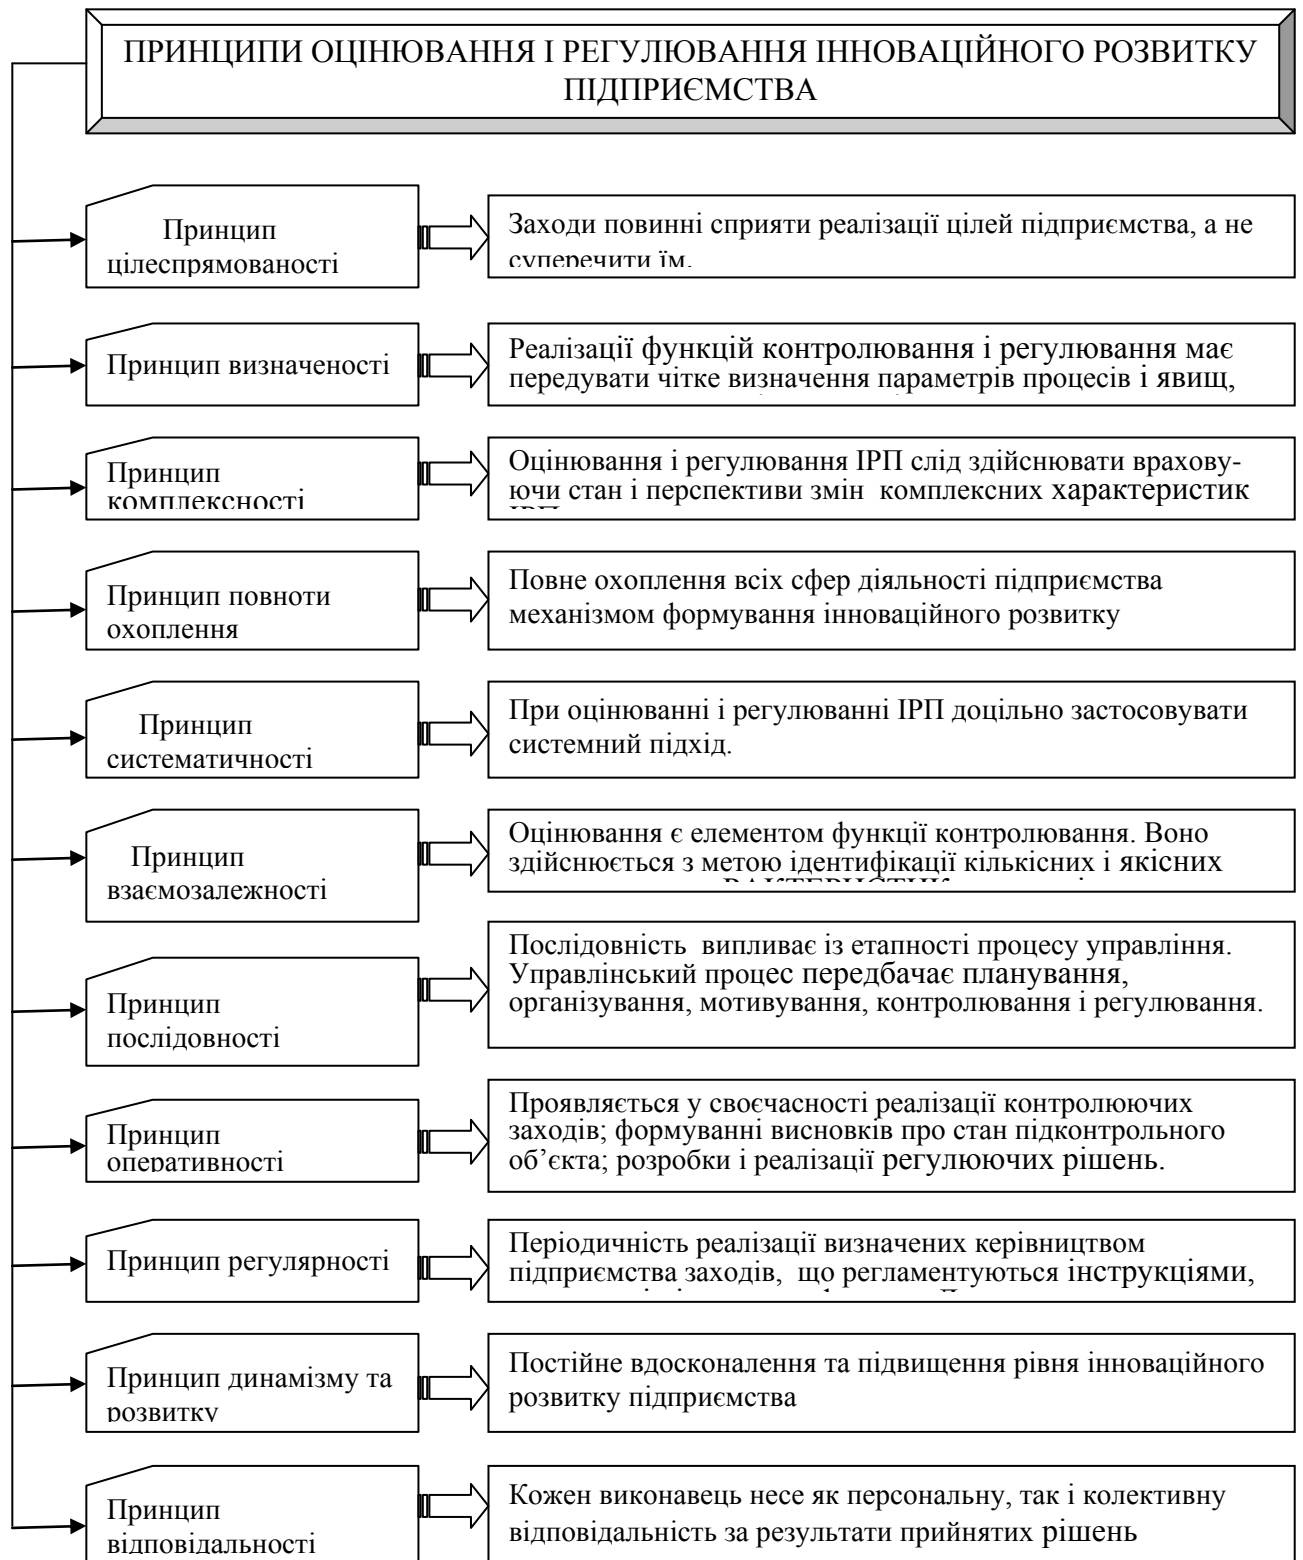 ПРИНЦИПИ ОЦІНЮВАННЯ І РЕГУЛЮВАННЯ ІННОВАЦІЙНОГО РОЗВИТКУ
ПІДПРИЄМСТВА
Принцип
цілеспрямованості
Заходи повинні сприяти реалізації цілей підприємства, а не
суперечити їм.
Принцип визначеності
Реалізації функцій контролювання і регулювання має
передувати чітке визначення параметрів процесів і явищ,
Принцип
комплексності
Оцінювання і регулювання ІРП слід здійснювати врахову-
ючи стан і перспективи змін комплексних характеристик
ІРП
Принцип повноти
охоплення
Повне охоплення всіх сфер діяльності підприємства
механізмом формування інноваційного розвитку
Принцип
систематичності
При оцінюванні і регулюванні ІРП доцільно застосовувати
системний підхід.
Принцип
взаємозалежності
Оцінювання є елементом функції контролювання. Воно
здійснюється з метою ідентифікації кількісних і якісних
Принцип
послідовності
Послідовність випливає із етапності процесу управління.
Управлінський процес передбачає планування,
організування, мотивування, контролювання і регулювання.
Принцип
оперативності
Проявляється у своєчасності реалізації контролюючих
заходів; формуванні висновків про стан підконтрольного
об’єкта; розробки і реалізації регулюючих рішень.
Принцип регулярності
Періодичність реалізації визначених керівництвом
підприємства заходів, що регламентуються інструкціями,
Принцип динамізму та
розвитку
Постійне вдосконалення та підвищення рівня інноваційного
розвитку підприємства
Принцип
відповідальності
Кожен виконавець несе як персональну, так і колективну
відповідальність за результати прийнятих рішень